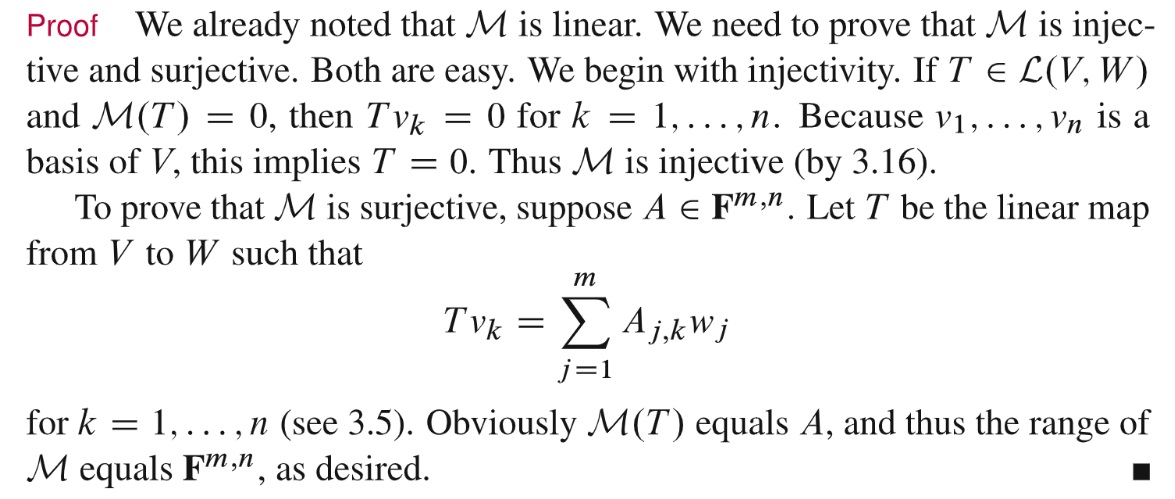 Proof We already noted that ℳ is linear. We need to prove that ℳ is injec-
tive and surjective. Both are easy. We begin with injectivity. If T ∈ ℒ(V, W)
and ℳ(T) = 0, then Tvₖ = 0 for k = 1, . . . , n. Because v₁, . . . , vₙ is a
basis of V, this implies T = 0. Thus ℳ is injective (by 3.16).
To prove that ℳ is surjective, suppose A ∈ 𝐅^{m,n}. Let T be the linear map
from V to W such that
Tvₖ = ∑_{j=1}^{m} A_{j,k}w_j
for k = 1, . . . , n (see 3.5). Obviously ℳ(T) equals A, and thus the range of
ℳ equals 𝐅^{m,n}, as desired. ■